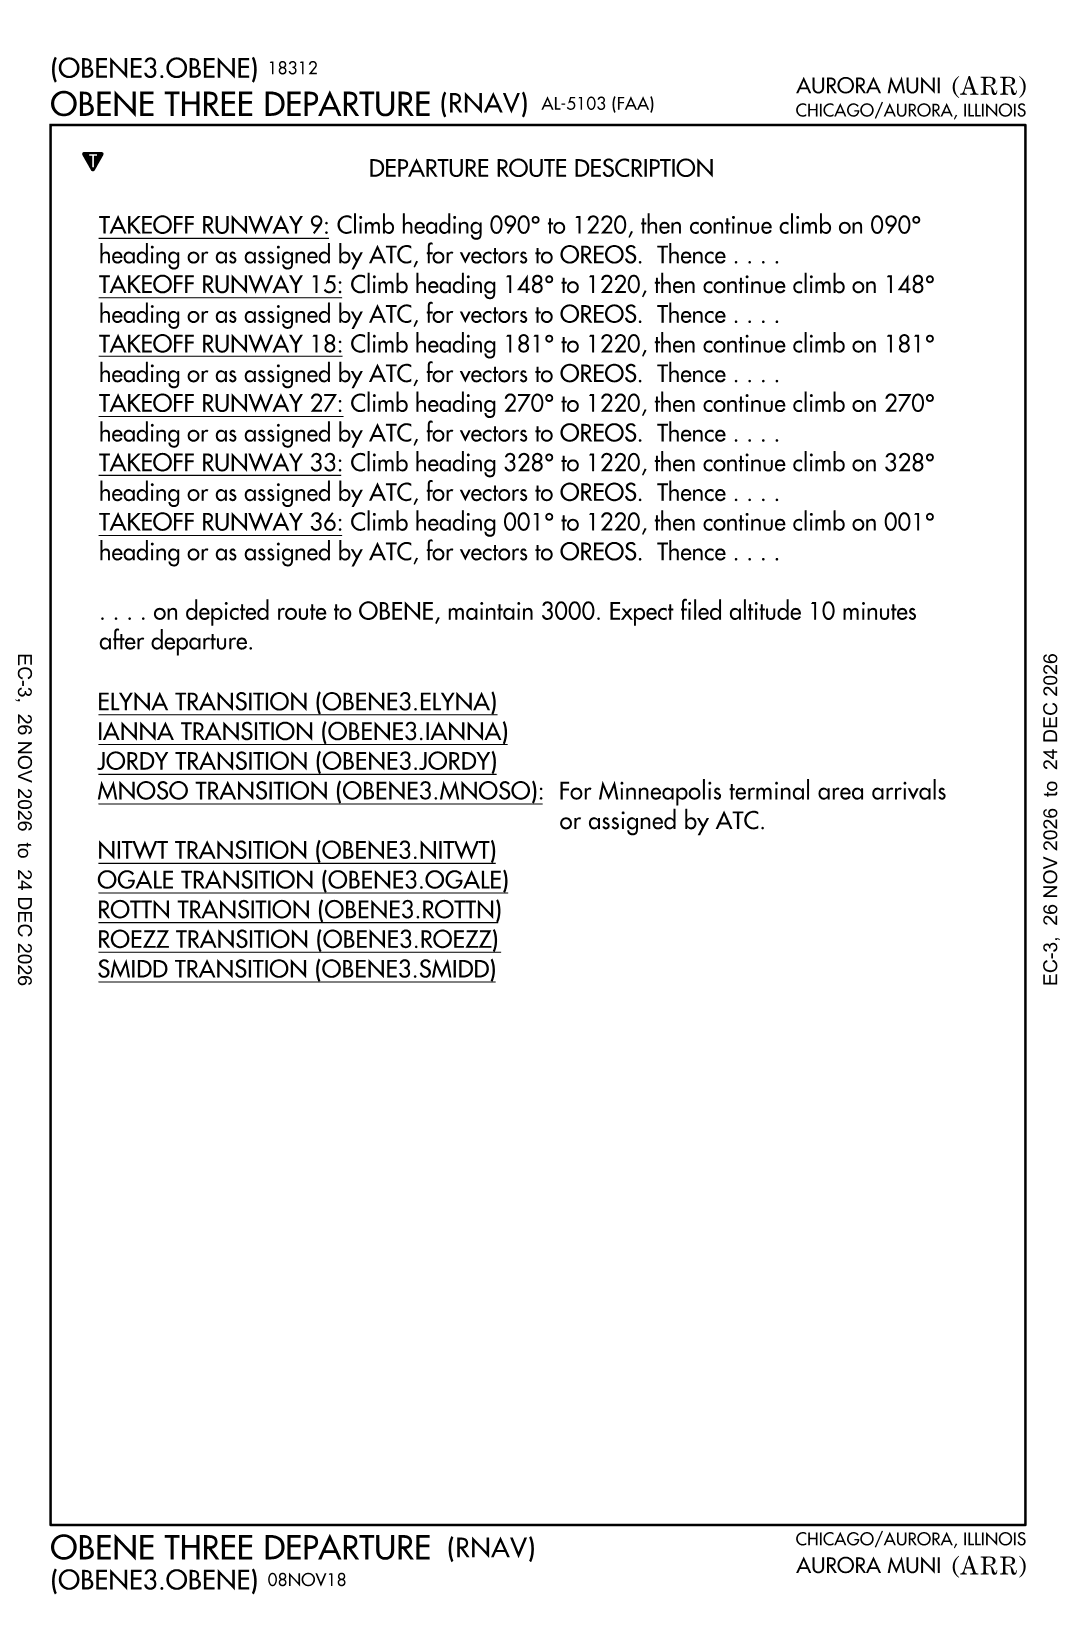 (OBENE3.OBENE) 18312
OBENE THREE DEPARTURE (RNAV) AL-5103 (FAA)
AURORA MUNI (ARR)
CHICAGO/AURORA, ILLINOIS
T
DEPARTURE ROUTE DESCRIPTION
TAKEOFF RUNWAY 9: Climb heading 090° to 1220, then continue climb on 090°
heading or as assigned by ATC, for vectors to OREOS. Thence . . . .
TAKEOFF RUNWAY 15: Climb heading 148° to 1220, then continue climb on 148°
heading or as assigned by ATC, for vectors to OREOS. Thence . . . .
TAKEOFF RUNWAY 18: Climb heading 181° to 1220, then continue climb on 181°
heading or as assigned by ATC, for vectors to OREOS. Thence . . . .
TAKEOFF RUNWAY 27: Climb heading 270° to 1220, then continue climb on 270°
heading or as assigned by ATC, for vectors to OREOS. Thence . . . .
TAKEOFF RUNWAY 33: Climb heading 328° to 1220, then continue climb on 328°
heading or as assigned by ATC, for vectors to OREOS. Thence . . . .
TAKEOFF RUNWAY 36: Climb heading 001° to 1220, then continue climb on 001°
heading or as assigned by ATC, for vectors to OREOS. Thence . . . .
. . . . on depicted route to OBENE, maintain 3000. Expect filed altitude 10 minutes
after departure.
ELYNA TRANSITION (OBENE3.ELYNA)
IANNA TRANSITION (OBENE3.IANNA)
JORDY TRANSITION (OBENE3.JORDY)
MNOSO TRANSITION (OBENE3.MNOSO): For Minneapolis terminal area arrivals
or assigned by ATC.
NITWT TRANSITION (OBENE3.NITWT)
OGALE TRANSITION (OBENE3.OGALE)
ROTTN TRANSITION (OBENE3.ROTTN)
ROEZZ TRANSITION (OBENE3.ROEZZ)
SMIDD TRANSITION (OBENE3.SMIDD)
EC-3, 26 NOV 2026 to 24 DEC 2026
EC-3, 26 NOV 2026 to 24 DEC 2026
OBENE THREE DEPARTURE (RNAV)
(OBENE3.OBENE) 08NOV18
CHICAGO/AURORA, ILLINOIS
AURORA MUNI (ARR)